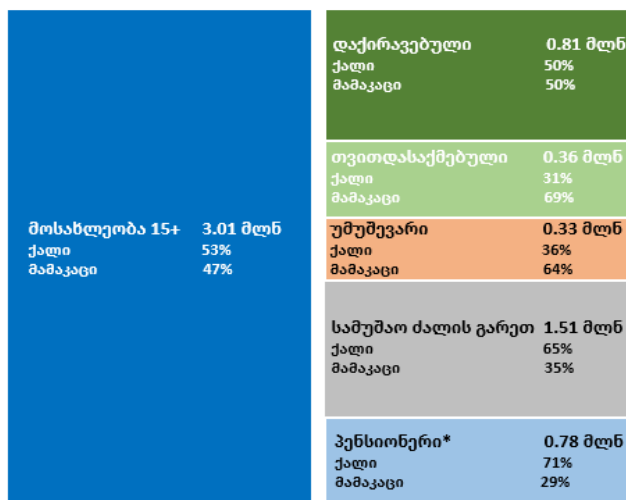 მოსახლეობა 15+ 3.01 მლნ
ქალი 53%
მამაკაცი 47%
დაქირავებული 0.81 მლნ
ქალი 50%
მამაკაცი 50%
თვითდასაქმებული 0.36 მლნ
ქალი 31%
მამაკაცი 69%
უმუშევარი 0.33 მლნ
ქალი 36%
მამაკაცი 64%
სამუშაო ძალის გარეთ 1.51 მლნ
ქალი 65%
მამაკაცი 35%
პენსიონერი* 0.78 მლნ
ქალი 71%
მამაკაცი 29%